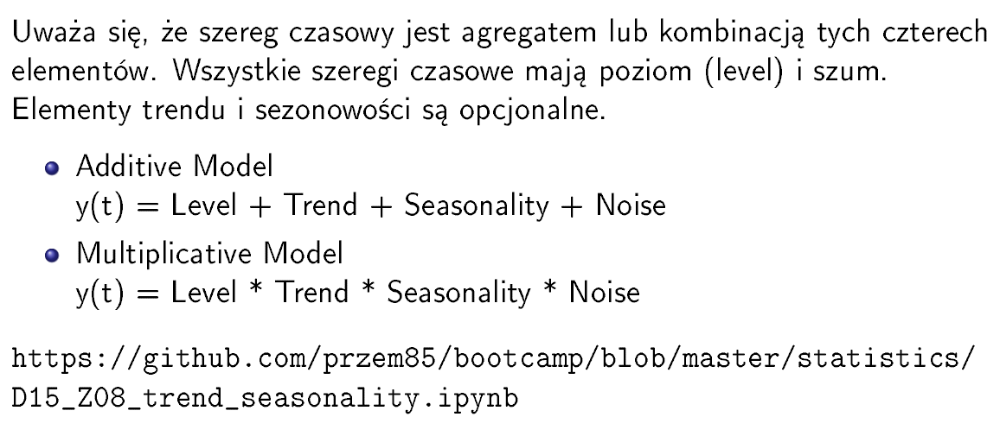 Uważa się, że szereg czasowy jest agregatem lub kombinacją tych czterech
elementów. Wszystkie szeregi czasowe mają poziom (level) i szum.
Elementy trendu i sezonowości są opcjonalne.
Additive Model
y(t) = Level + Trend + Seasonality + Noise
Multiplicative Model
y(t) = Level * Trend * Seasonality * Noise
https://github.com/przem85/bootcamp/blob/master/statistics/
D15_Z08_trend_seasonality.ipynb